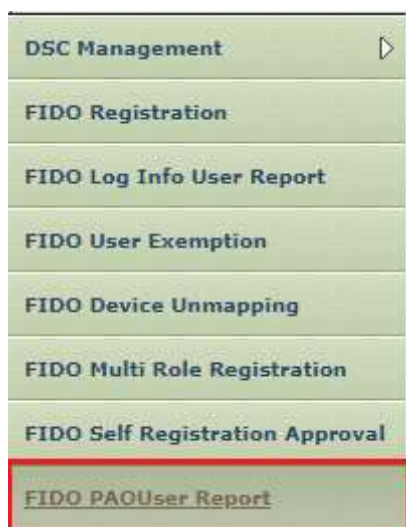 DSC Management
FIDO Registration
FIDO Log Info User Report
FIDO User Exemption
FIDO Device Unmapping
FIDO Multi Role Registration
FIDO Self Registration Approval
FIDO PAOUser Report